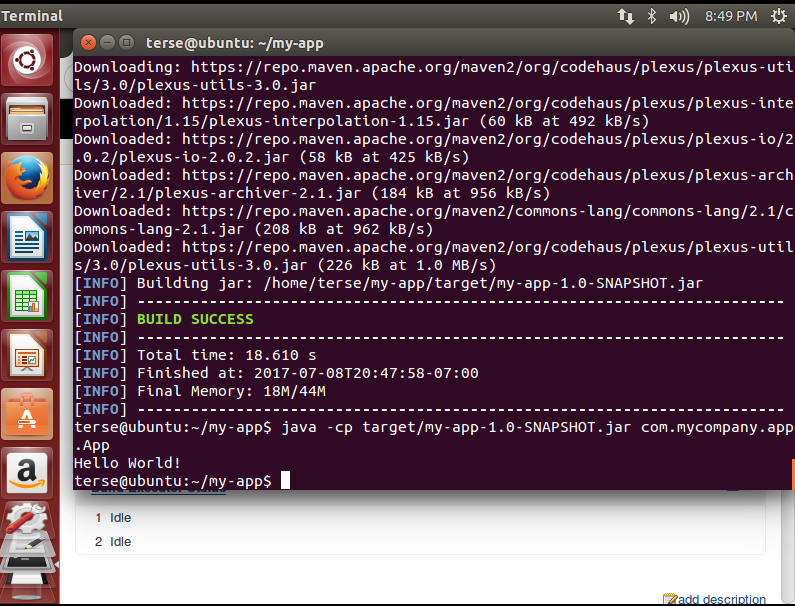 Terminal
8:49 PM
terse@ubuntu: ~/my-app
Downloading: https://repo.maven.apache.org/maven2/org/codehaus/plexus/plexus-uti
ls/3.0/plexus-utils-3.0.jar
Downloaded: https://repo.maven.apache.org/maven2/org/codehaus/plexus/plexus-inte
rpolation/1.15/plexus-interpolation-1.15.jar (60 kB at 492 kB/s)
Downloaded: https://repo.maven.apache.org/maven2/org/codehaus/plexus/plexus-io/2
.0.2/plexus-io-2.0.2.jar (58 kB at 425 kB/s)
Downloaded: https://repo.maven.apache.org/maven2/org/codehaus/plexus/plexus-arch
iver/2.1/plexus-archiver-2.1.jar (184 kB at 956 kB/s)
Downloaded: https://repo.maven.apache.org/maven2/commons-lang/commons-lang/2.1/c
ommons-lang-2.1.jar (208 kB at 962 kB/s)
Downloaded: https://repo.maven.apache.org/maven2/org/codehaus/plexus/plexus-util
s/3.0/plexus-utils-3.0.jar (226 kB at 1.0 MB/s)
[INFO] Building jar: /home/terse/my-app/target/my-app-1.0-SNAPSHOT.jar
[INFO] ------------------------------------------------------------------------
[INFO] BUILD SUCCESS
[INFO] ------------------------------------------------------------------------
[INFO] Total time: 18.610 s
[INFO] Finished at: 2017-07-08T20:47:58-07:00
[INFO] Final Memory: 18M/44M
[INFO] ------------------------------------------------------------------------
terse@ubuntu:~/my-app$ java -cp target/my-app-1.0-SNAPSHOT.jar com.mycompany.app
.App
Hello World!
terse@ubuntu:~/my-app$
Build Executor Status
1 Idle
2 Idle
add description